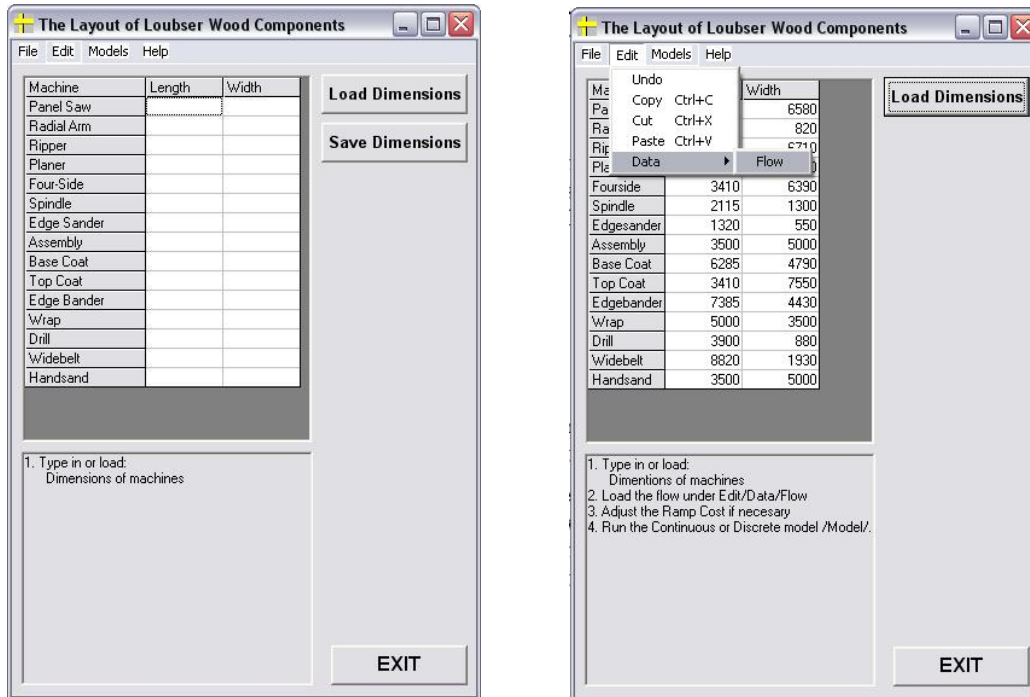 The Layout of Loubser Wood Components
File Edit Models Help
Machine Length Width
Panel Saw
Radial Arm
Ripper
Planer
Four-Side
Spindle
Edge Sander
Assembly
Base Coat
Top Coat
Edge Bander
Wrap
Drill
Widebelt
Handsand
Load Dimensions
Save Dimensions
1. Type in or load:
Dimensions of machines
EXIT
The Layout of Loubser Wood Components
File Edit Models Help
Undo
Copy Ctrl+C
Cut Ctrl+X
Paste Ctrl+V
Data Flow
Ma Width
Pa 6580
Ra 820
Rip 6710
Pla
Fourside 3410 6390
Spindle 2115 1300
Edgesander 1320 550
Assembly 3500 5000
Base Coat 6285 4790
Top Coat 3410 7550
Edgebander 7385 4430
Wrap 5000 3500
Drill 3900 880
Widebelt 8820 1930
Handsand 3500 5000
Load Dimensions
1. Type in or load:
Dimentions of machines
2. Load the flow under Edit/Data/Flow
3. Adjust the Ramp Cost if necesary
4. Run the Continuous or Discrete model /Model/.
EXIT